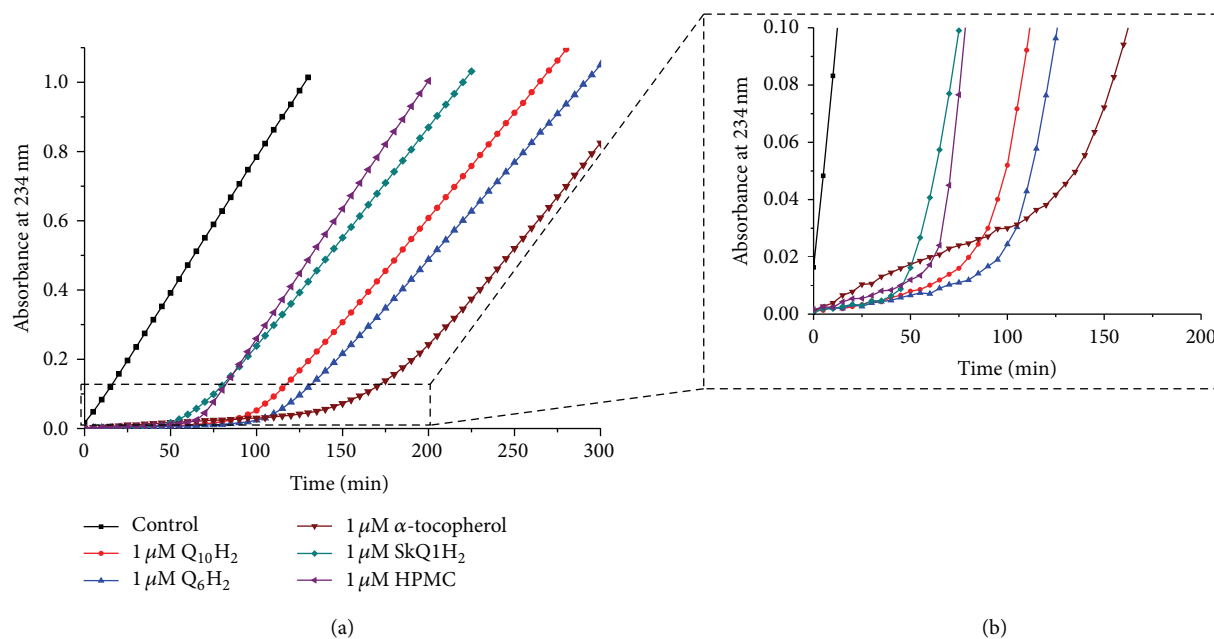 1.0
0.8
0.6
0.4
0.2
0.0
Absorbance at 234 nm
0 50 100 150 200 250 300
Time (min)
Control
1 μM Q₁₀H₂
1 μM Q₆H₂
1 μM α-tocopherol
1 μM SkQ1H₂
1 μM HPMC
(a)
0.10
0.08
0.06
0.04
0.02
0.00
Absorbance at 234 nm
0 50 100 150 200
Time (min)
(b)